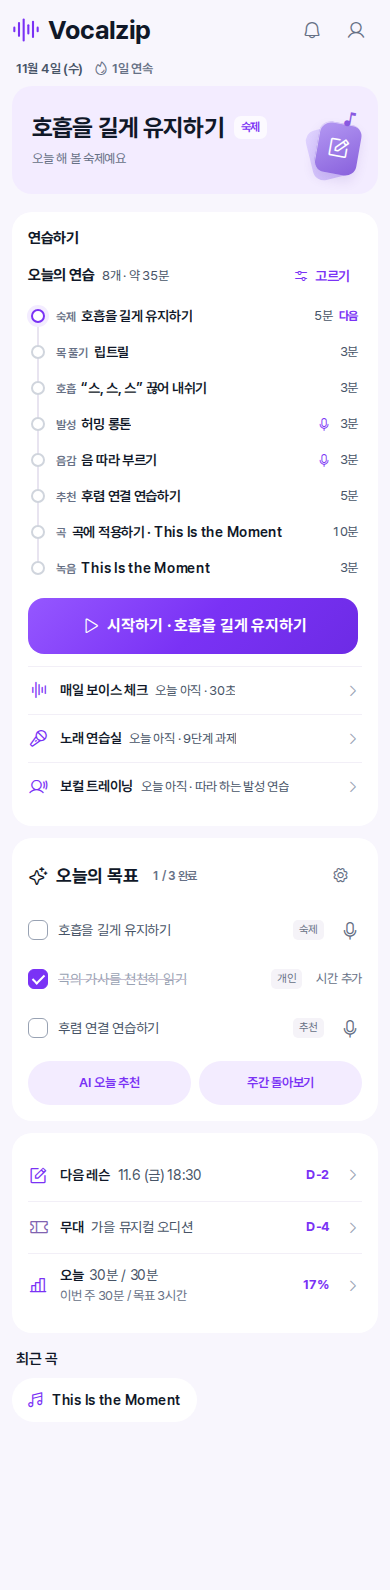 Vocalzip
11월 4일 (수) 1일 연속
호흡을 길게 유지하기 숙제
오늘 해 볼 숙제예요
연습하기
오늘의 연습 8개 · 약 35분 고르기
숙제 호흡을 길게 유지하기 5분 다음
목 풀기 립트릴 3분
호흡 “스, 스, 스” 끊어 내쉬기 3분
발성 허밍 롱톤 3분
음감 음 따라 부르기 3분
추천 후렴 연결 연습하기 5분
곡 곡에 적용하기 · This Is the Moment 10분
녹음 This Is the Moment 3분
시작하기 · 호흡을 길게 유지하기
매일 보이스 체크 오늘 아직 · 30초
노래 연습실 오늘 아직 · 9단계 과제
보컬 트레이닝 오늘 아직 · 따라 하는 발성 연습
오늘의 목표 1 / 3 완료
호흡을 길게 유지하기 숙제
곡의 가사를 천천히 읽기 개인 시간 추가
후렴 연결 연습하기 추천
AI 오늘 추천 주간 돌아보기
다음 레슨 11.6 (금) 18:30 D-2
무대 가을 뮤지컬 오디션 D-4
오늘 30분 / 30분 17%
이번 주 30분 / 목표 3시간
최근 곡
This Is the Moment